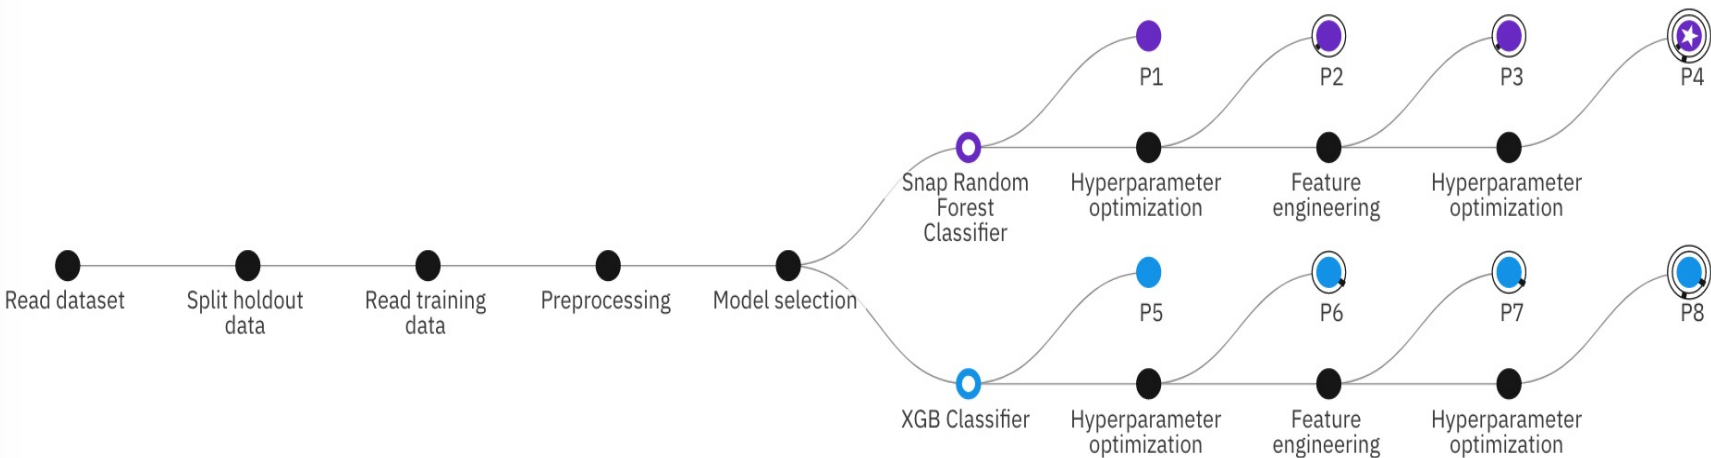 P1
P2
P3
P4
Snap Random
Forest
Classifier
Hyperparameter
optimization
Feature
engineering
Hyperparameter
optimization
Read dataset
Split holdout
data
Read training
data
Preprocessing
Model selection
P5
P6
P7
P8
XGB Classifier
Hyperparameter
optimization
Feature
engineering
Hyperparameter
optimization